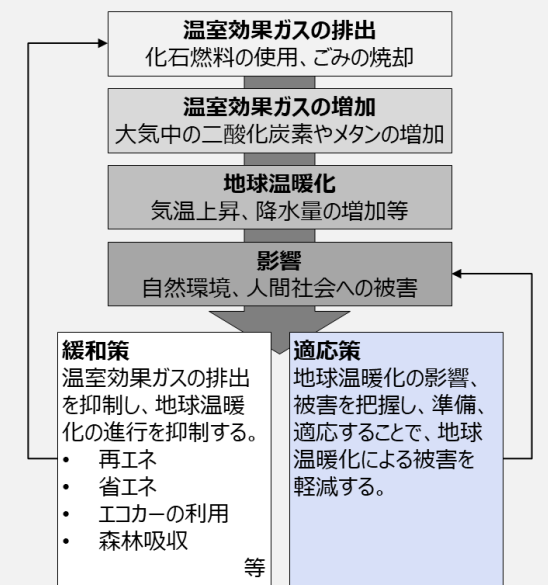 温室効果ガスの排出
化石燃料の使用、ごみの焼却
温室効果ガスの増加
大気中の二酸化炭素やメタンの増加
地球温暖化
気温上昇、降水量の増加等
影響
自然環境、人間社会への被害
緩和策
温室効果ガスの排出
を抑制し、地球温暖
化の進行を抑制する。
• 再エネ
• 省エネ
• エコカーの利用
• 森林吸収
等
適応策
地球温暖化の影響、
被害を把握し、準備、
適応することで、地球
温暖化による被害を
軽減する。